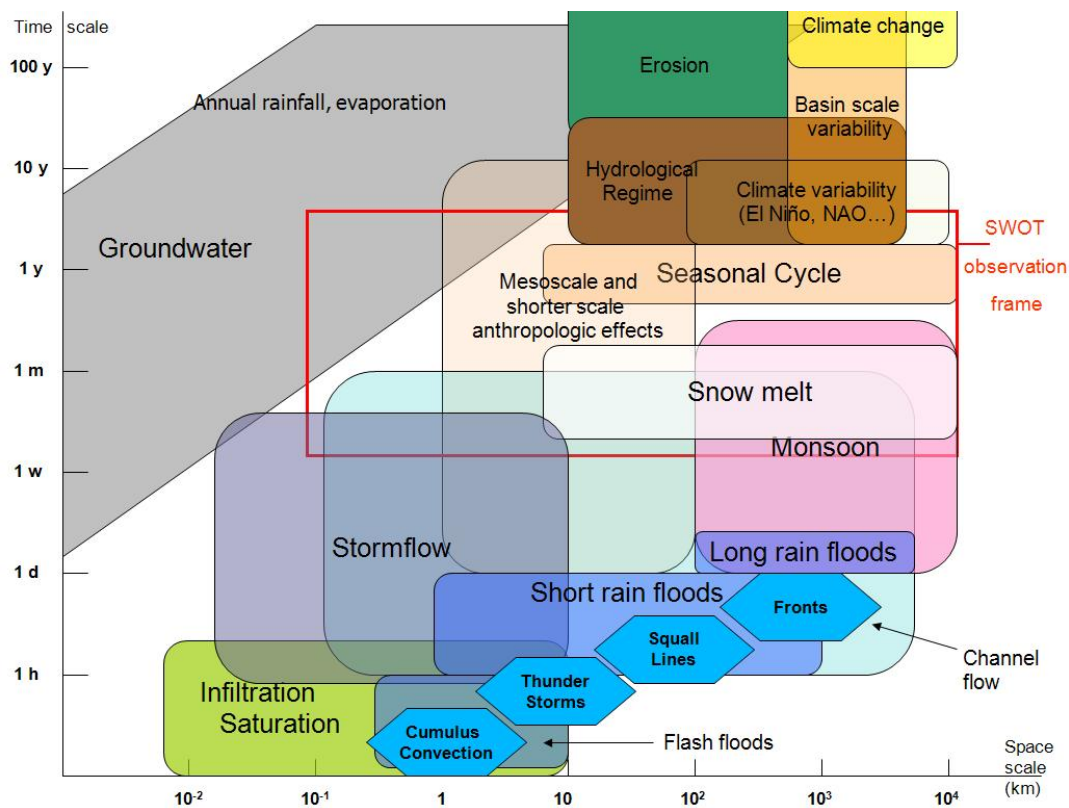 Time scale
100 y
10 y
1 y
1 m
1 w
1 d
1 h
Climate change
Erosion
Annual rainfall, evaporation
Basin scale
variability
Hydrological
Regime
Climate variability
(El Niño, NAO…)
Groundwater
SWOT
observation
frame
Seasonal Cycle
Mesoscale and
shorter scale
anthropologic effects
Snow melt
Monsoon
Stormflow
Long rain floods
Short rain floods
Fronts
Squall
Lines
Channel
flow
Thunder
Storms
Infiltration
Saturation
Cumulus
Convection
Flash floods
Space
scale
(km)
10⁻²
10⁻¹
1
10
10²
10³
10⁴